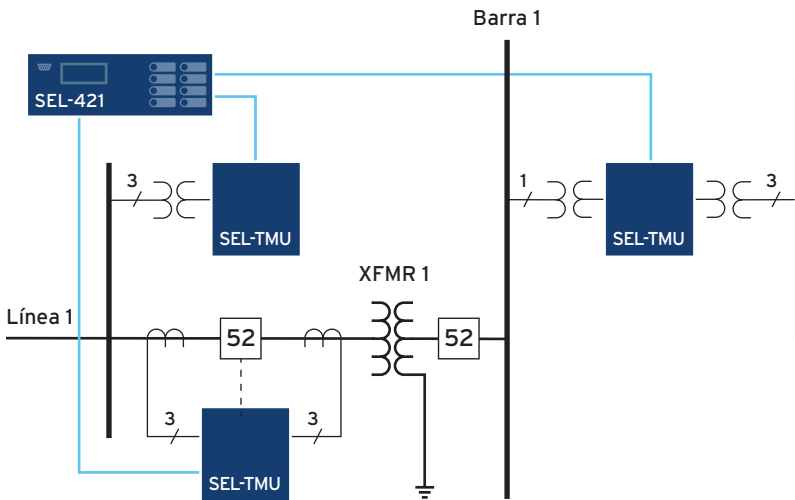 Barra 1
SEL-421
3
SEL-TMU
1
SEL-TMU
3
XFMR 1
Línea 1
52
52
3
3
SEL-TMU